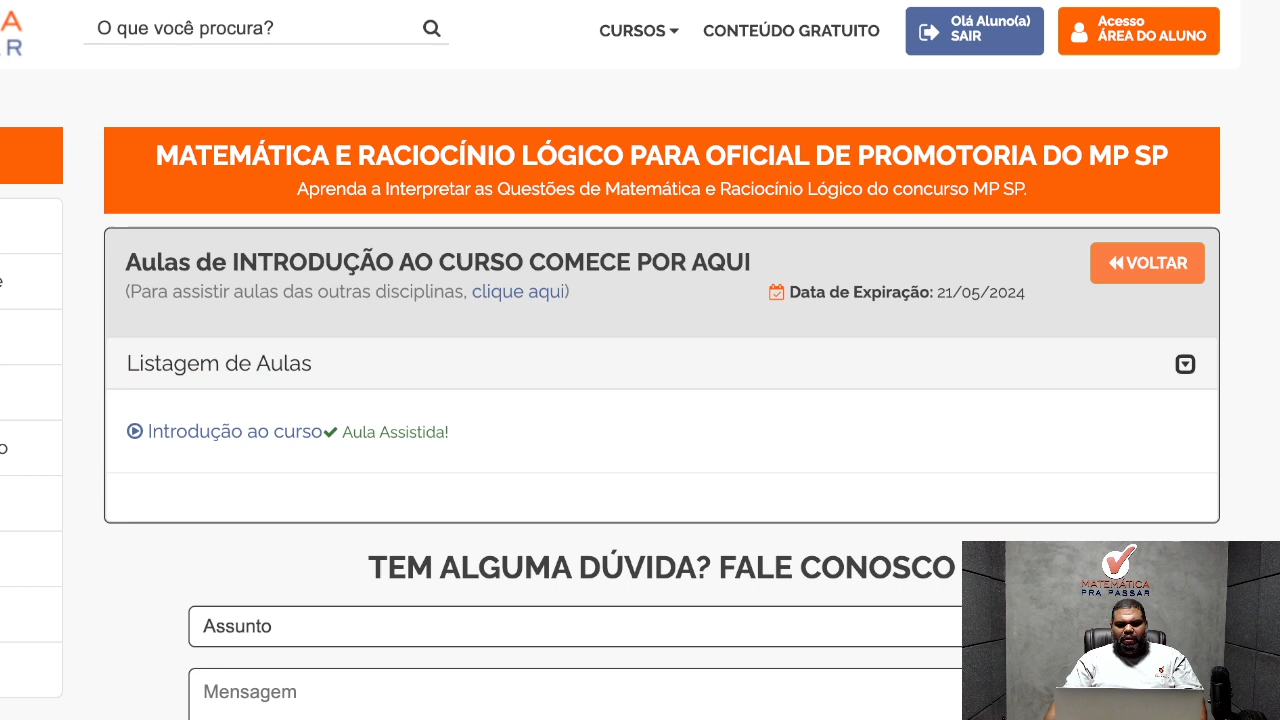 A
AR
O que você procura?
CURSOS
CONTEÚDO GRATUITO
Olá Aluno(a)
SAIR
Acesso
ÁREA DO ALUNO
MATEMÁTICA E RACIOCÍNIO LÓGICO PARA OFICIAL DE PROMOTORIA DO MP SP
Aprenda a Interpretar as Questões de Matemática e Raciocínio Lógico do concurso MP SP.
Aulas de INTRODUÇÃO AO CURSO COMECE POR AQUI
VOLTAR
(Para assistir aulas das outras disciplinas, clique aqui)
Data de Expiração: 21/05/2024
Listagem de Aulas
Introdução ao curso Aula Assistida!
TEM ALGUMA DÚVIDA? FALE CONOSCO
Assunto
Mensagem
MATEMÁTICA
PRA PASSAR